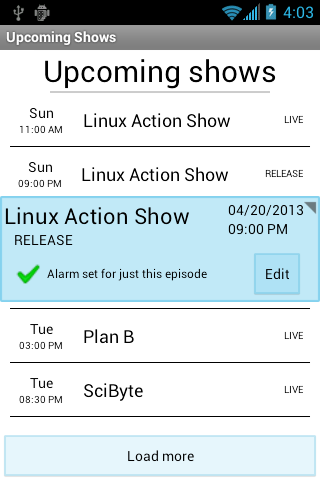 4:03
Upcoming Shows
Upcoming shows
Sun
11:00 AM
Linux Action Show
LIVE
Sun
09:00 PM
Linux Action Show
RELEASE
Linux Action Show
04/20/2013
RELEASE
09:00 PM
Alarm set for just this episode
Edit
Tue
03:00 PM
Plan B
LIVE
Tue
08:30 PM
SciByte
LIVE
Load more